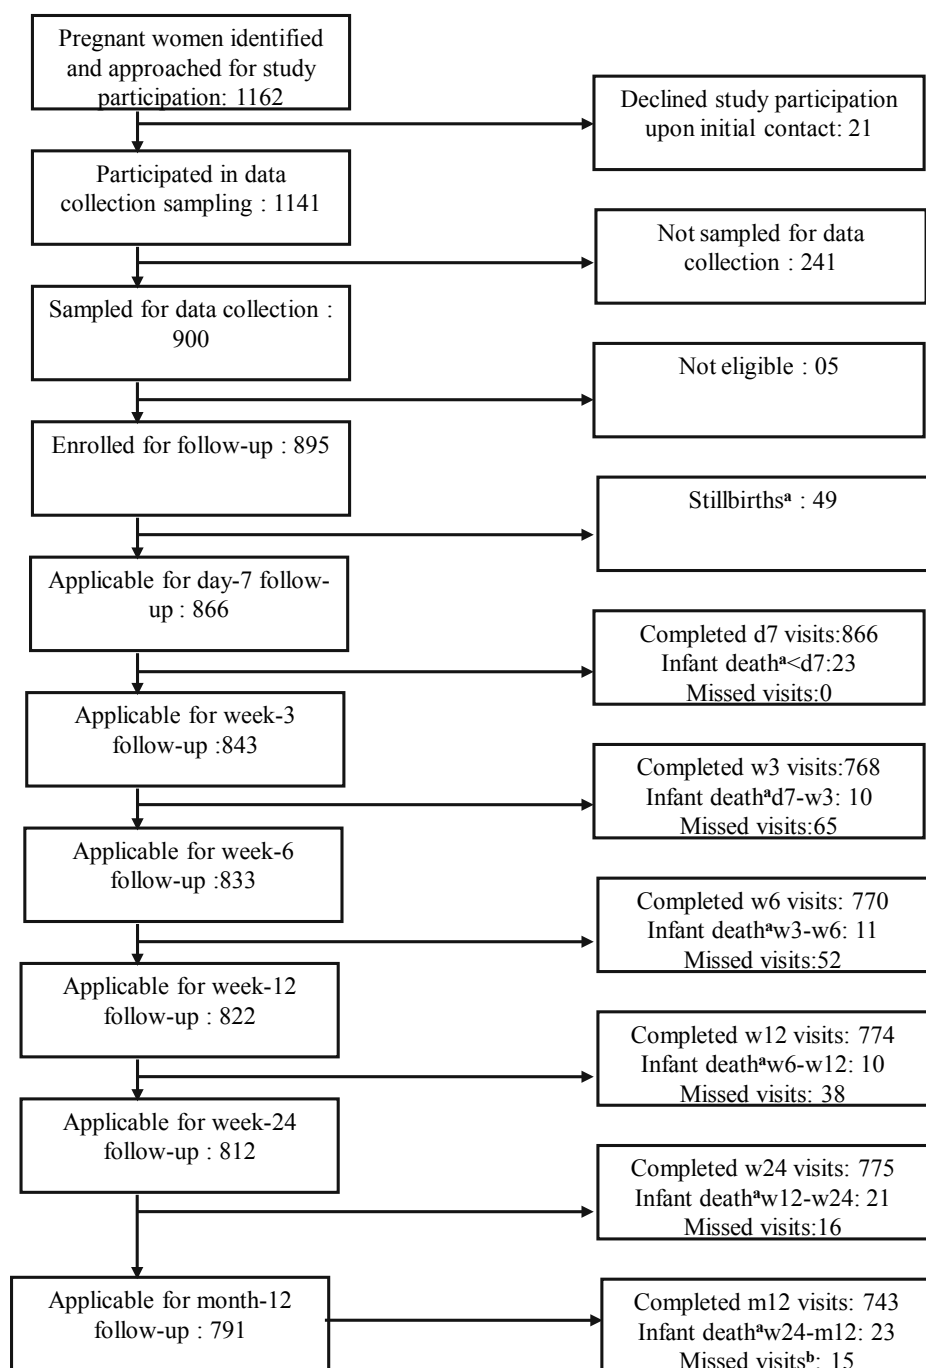 Pregnant women identified
and approached for study
participation: 1162
Declined study participation
upon initial contact: 21
Participated in data
collection sampling : 1141
Not sampled for data
collection : 241
Sampled for data collection :
900
Not eligible : 05
Enrolled for follow-up : 895
Stillbirthsᵃ : 49
Applicable for day-7 follow-
up : 866
Completed d7 visits:866
Infant deathᵃ<d7:23
Missed visits:0
Applicable for week-3
follow-up :843
Completed w3 visits:768
Infant deathᵃd7-w3: 10
Missed visits:65
Applicable for week-6
follow-up :833
Completed w6 visits: 770
Infant deathᵃw3-w6: 11
Missed visits:52
Applicable for week-12
follow-up : 822
Completed w12 visits: 774
Infant deathᵃw6-w12: 10
Missed visits: 38
Applicable for week-24
follow-up : 812
Completed w24 visits: 775
Infant deathᵃw12-w24: 21
Missed visits:16
Applicable for month-12
follow-up : 791
Completed m12 visits: 743
Infant deathᵃw24-m12: 23
Missed visitsᵇ: 15